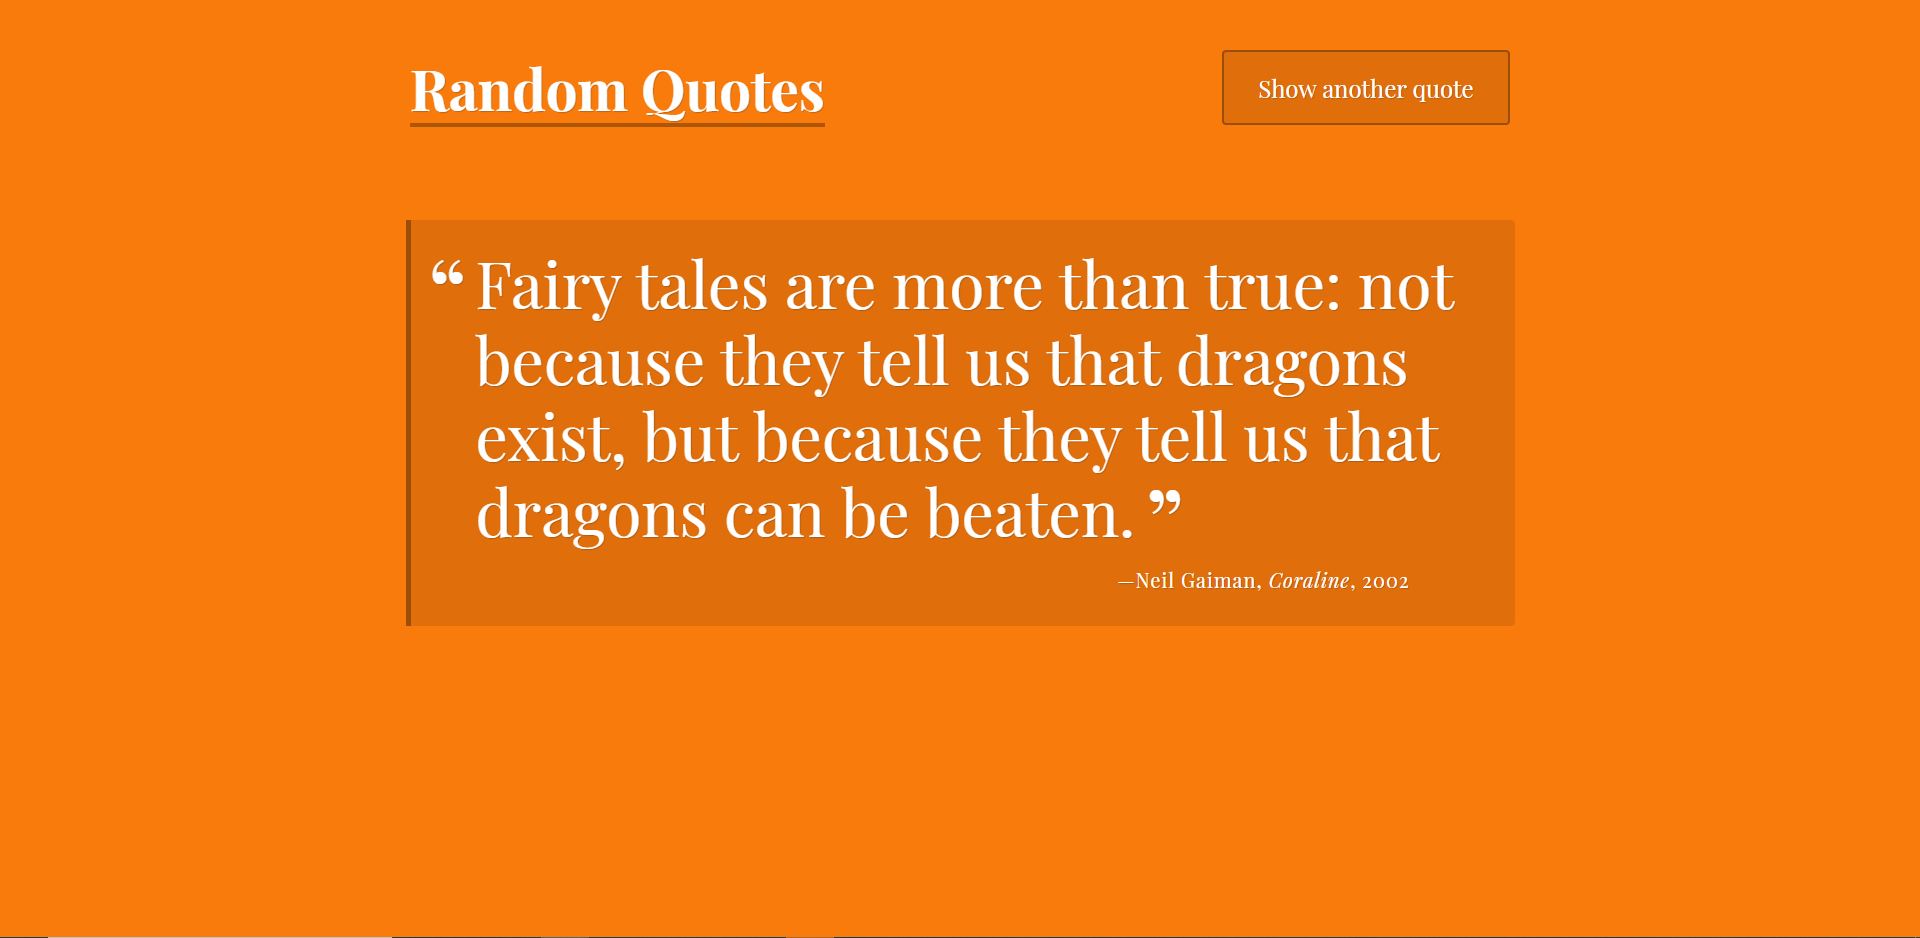 Random Quotes
Show another quote
“ Fairy tales are more than true: not
because they tell us that dragons
exist, but because they tell us that
dragons can be beaten. ”
—Neil Gaiman, Coraline, 2002